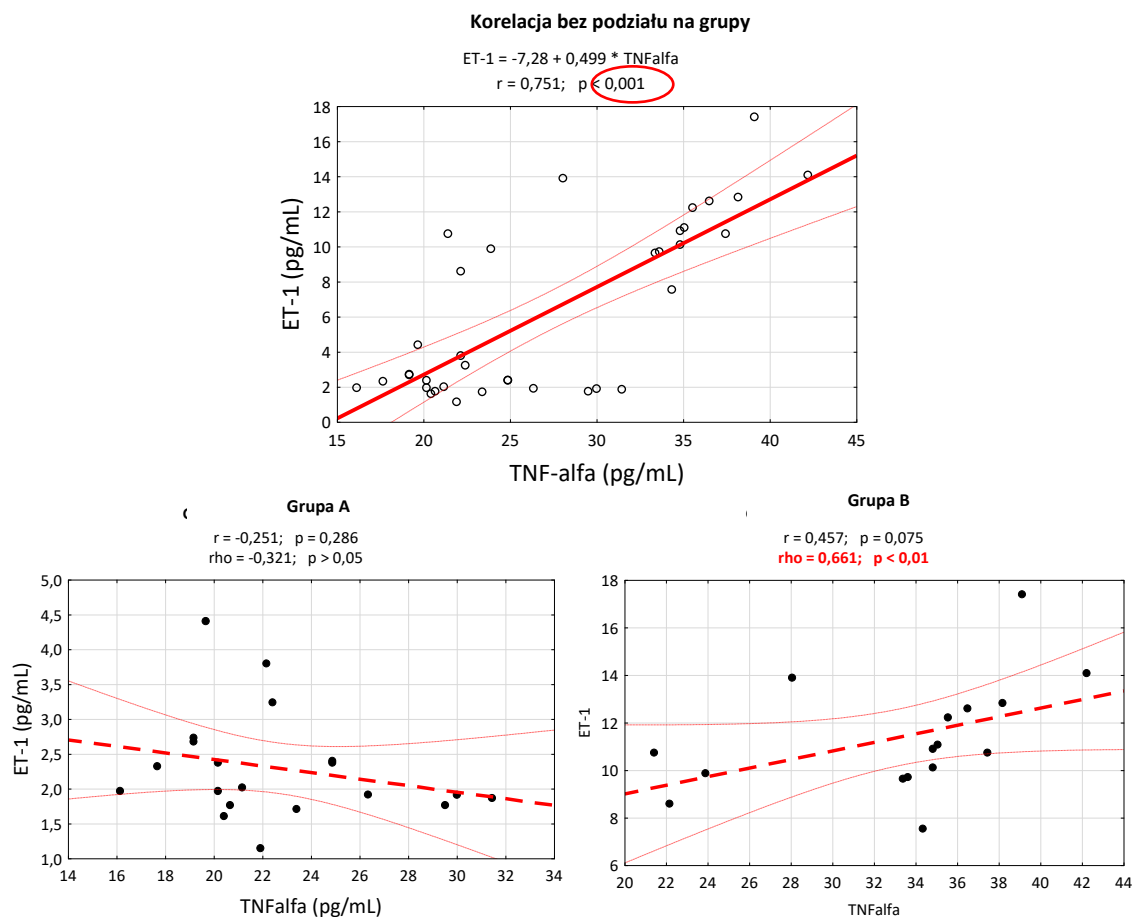 Korelacja bez podziału na grupy
ET-1 = -7,28 + 0,499 * TNFalfa
r = 0,751; p < 0,001
18
16
14
12
10
8
6
4
2
0
ET-1 (pg/mL)
15 20 25 30 35 40 45
TNF-alfa (pg/mL)
Grupa A
r = -0,251; p = 0,286
rho = -0,321; p > 0,05
5,0
4,5
4,0
3,5
3,0
2,5
2,0
1,5
1,0
ET-1 (pg/mL)
14 16 18 20 22 24 26 28 30 32 34
TNFalfa (pg/mL)
Grupa B
r = 0,457; p = 0,075
rho = 0,661; p < 0,01
18
16
14
12
10
8
6
ET-1
20 22 24 26 28 30 32 34 36 38 40 42 44
TNFalfa